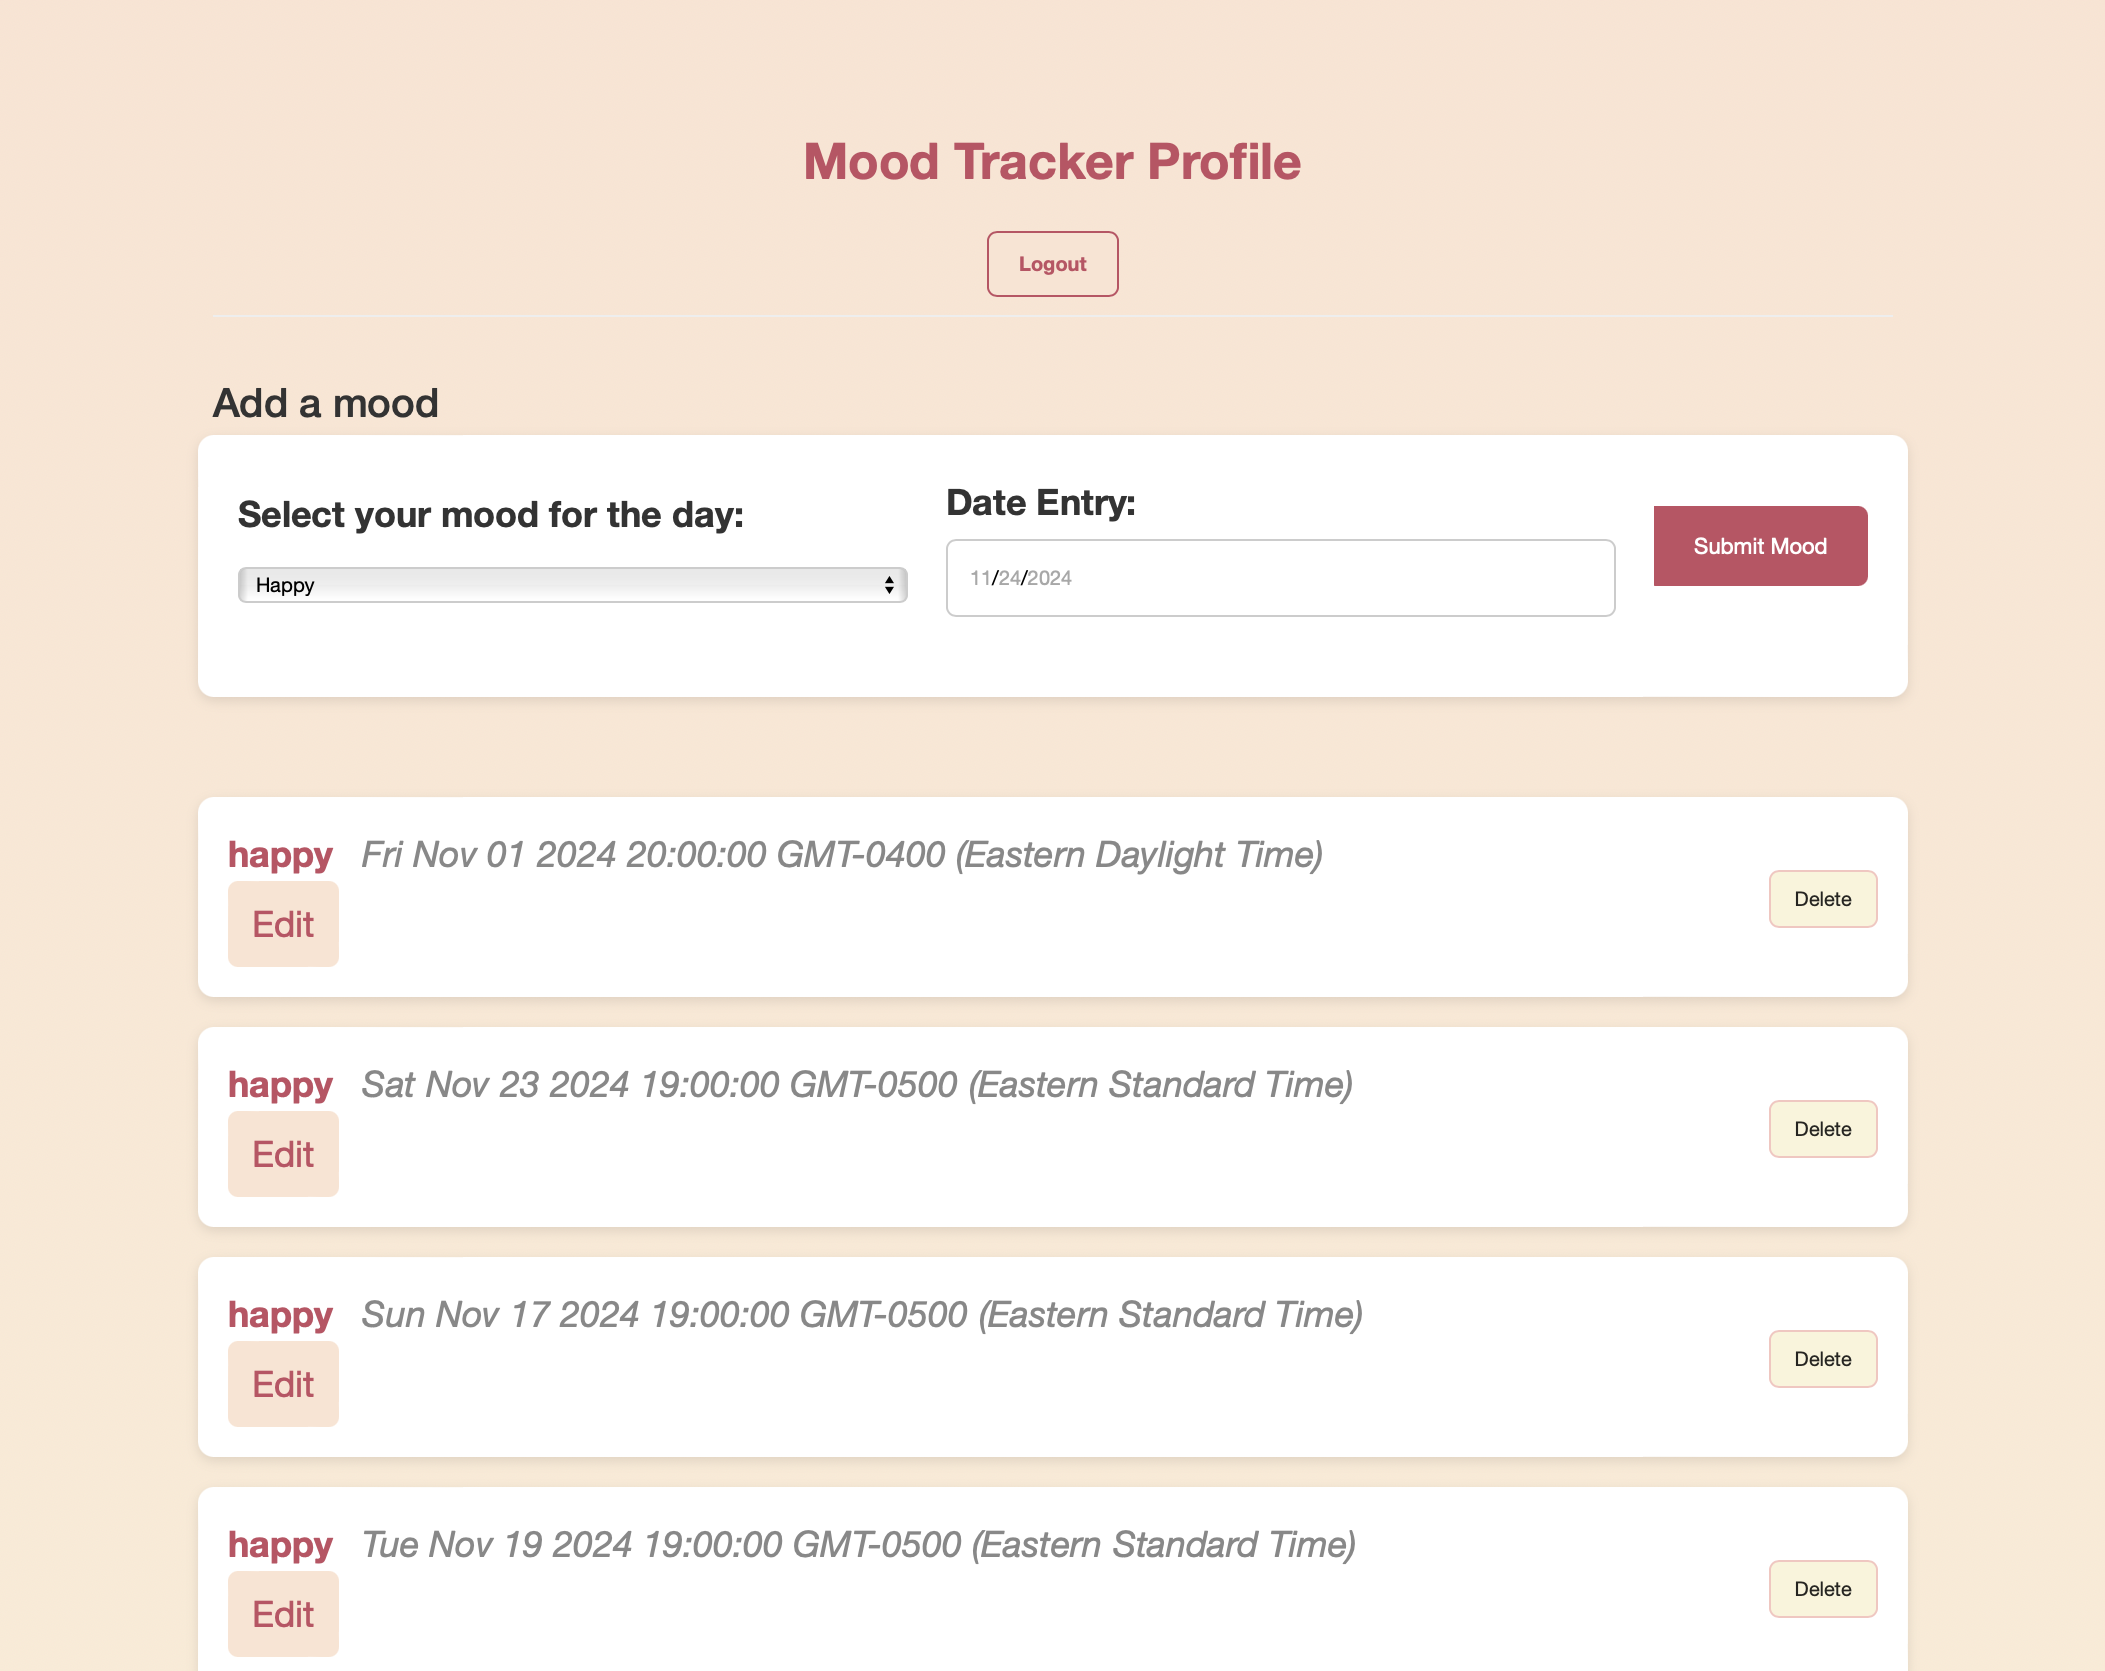 Mood Tracker Profile
Logout
Add a mood
Select your mood for the day:
Happy
Date Entry:
11/24/2024
Submit Mood
happy Fri Nov 01 2024 20:00:00 GMT-0400 (Eastern Daylight Time)
Edit
Delete
happy Sat Nov 23 2024 19:00:00 GMT-0500 (Eastern Standard Time)
Edit
Delete
happy Sun Nov 17 2024 19:00:00 GMT-0500 (Eastern Standard Time)
Edit
Delete
happy Tue Nov 19 2024 19:00:00 GMT-0500 (Eastern Standard Time)
Edit
Delete